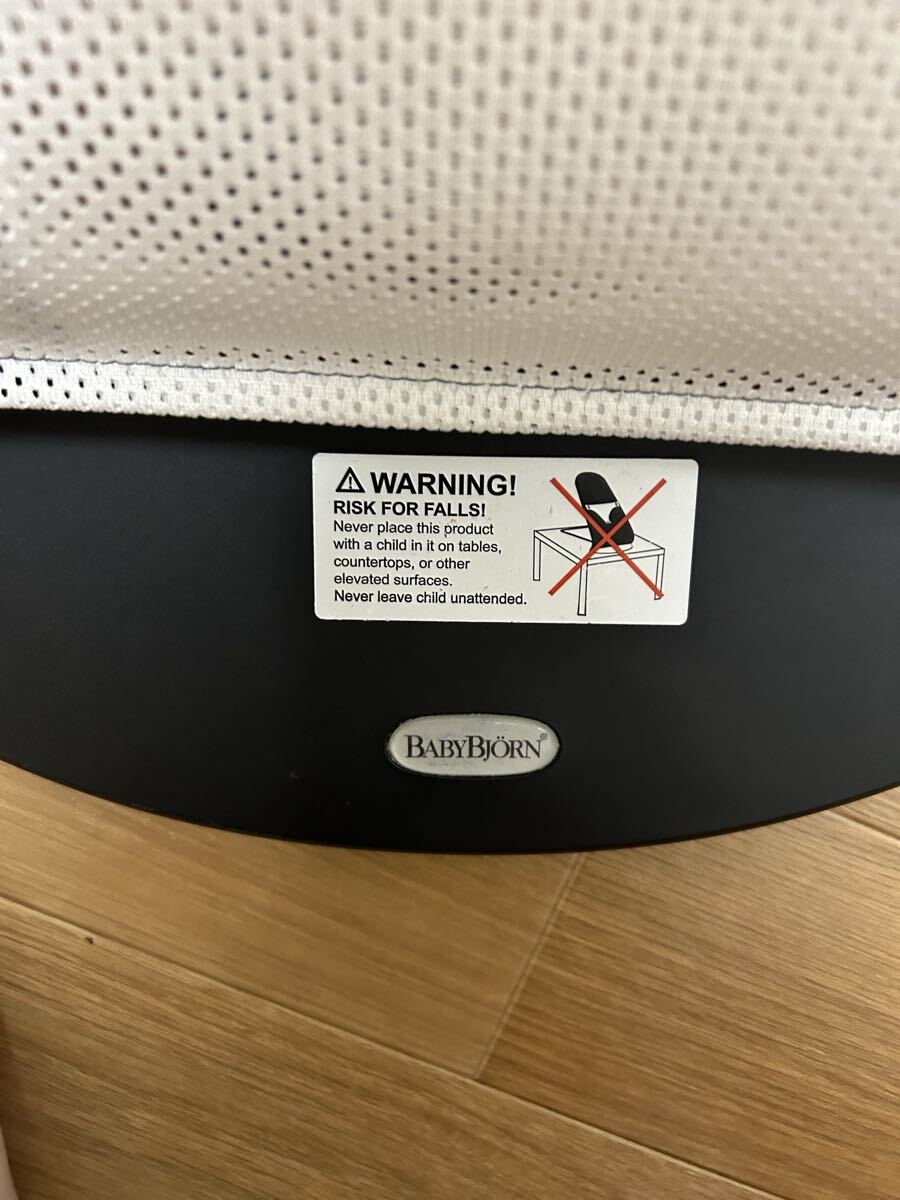 WARNING!
RISK FOR FALLS!
Never place this product
with a child in it on tables,
countertops, or other
elevated surfaces.
Never leave child unattended.
BABYBJÖRN®